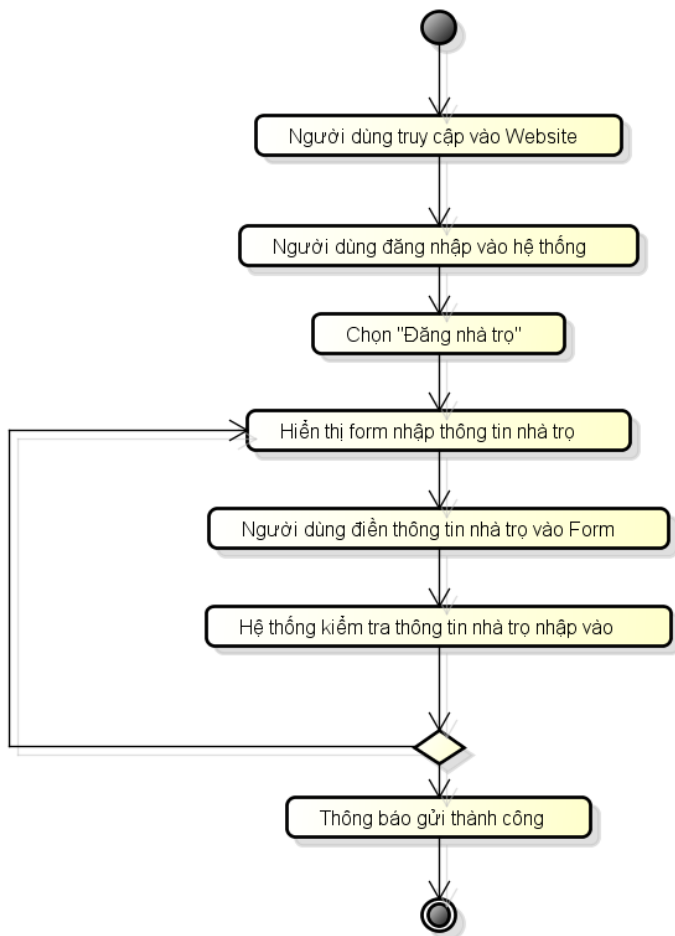 Người dùng truy cập vào Website
Người dùng đăng nhập vào hệ thống
Chọn "Đăng nhà trọ"
Hiển thị form nhập thông tin nhà trọ
Người dùng điền thông tin nhà trọ vào Form
Hệ thống kiểm tra thông tin nhà trọ nhập vào
Thông báo gửi thành công